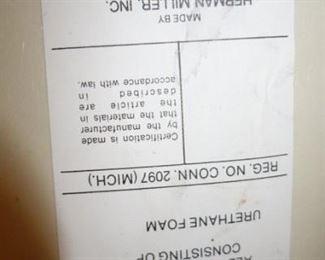 CONSISTING OF
URETHANE FOAM
REG. NO. CONN. 2097 (MICH.)
Certification is made
by the manufacturer
that the materials in
the article are
described in
accordance with law.
MADE BY
HERMAN MILLER, INC.